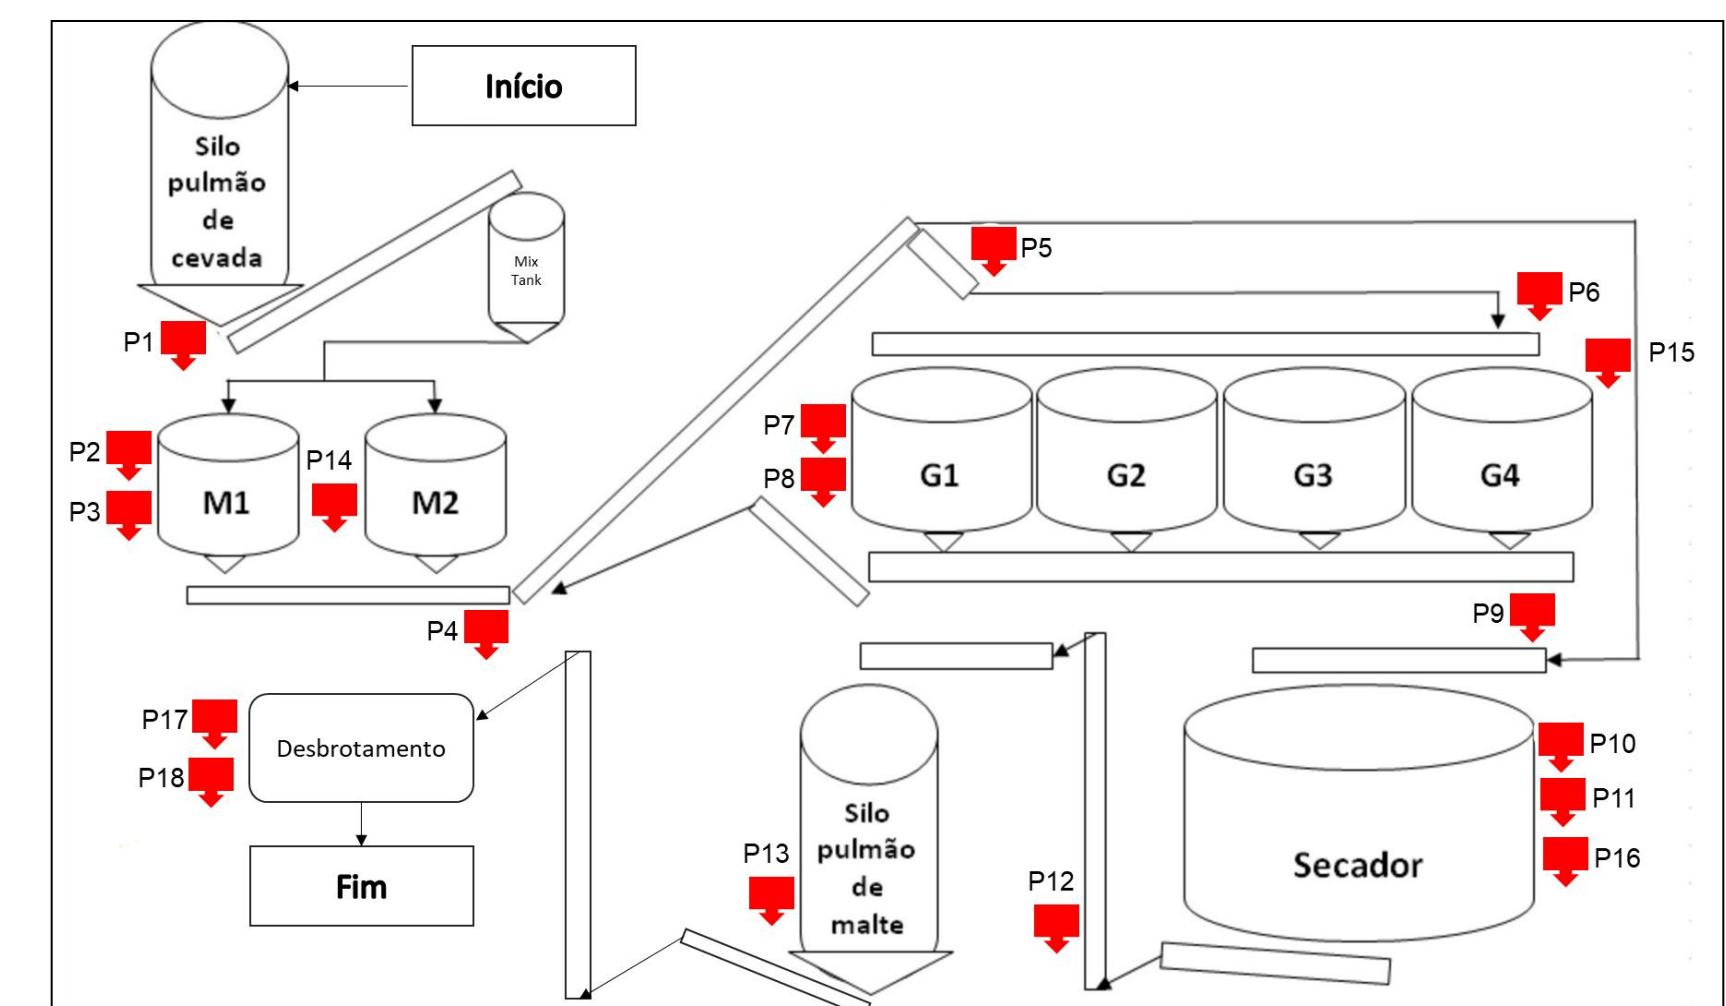 Início
Silo
pulmão
de
cevada
Mix
Tank
P1
P5
P6
P15
P2
P3
M1
P14
M2
P7
P8
G1
G2
G3
G4
P4
P9
P17
P18
Desbrotamento
Fim
P13
Silo
pulmão
de
malte
P12
Secador
P10
P11
P16